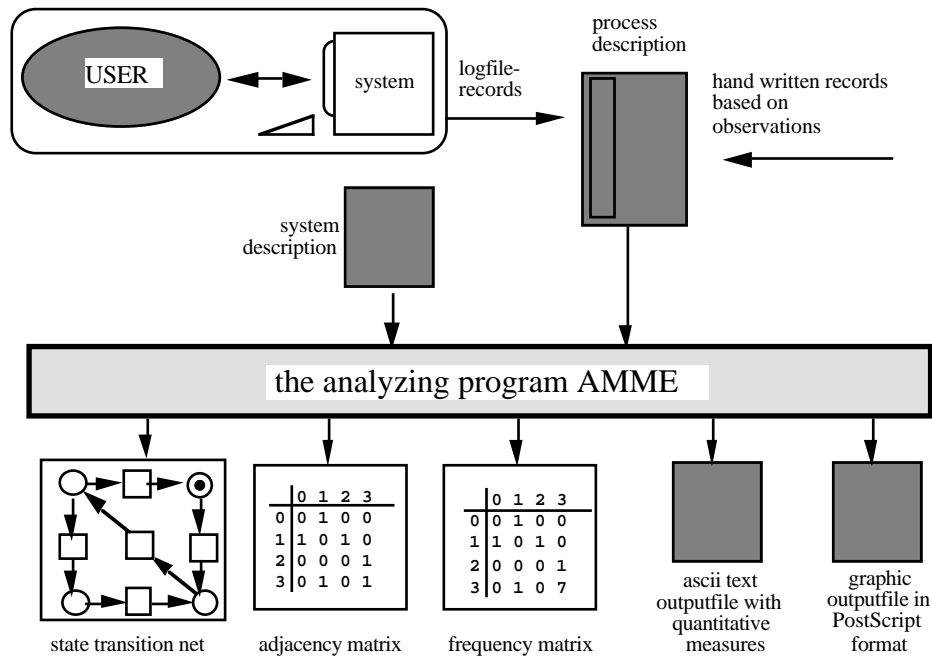 USER
system
logfile-
records
process
description
hand written records
based on
observations
system
description
the analyzing program AMME
0 1 2 3
0 0 1 0 0
1 1 0 1 0
2 0 0 0 1
3 0 1 0 1
0 1 2 3
0 0 1 0 0
1 1 0 1 0
2 0 0 0 1
3 0 1 0 7
state transition net
adjacency matrix
frequency matrix
ascii text
outputfile with
quantitative
measures
graphic
outputfile in
PostScript
format